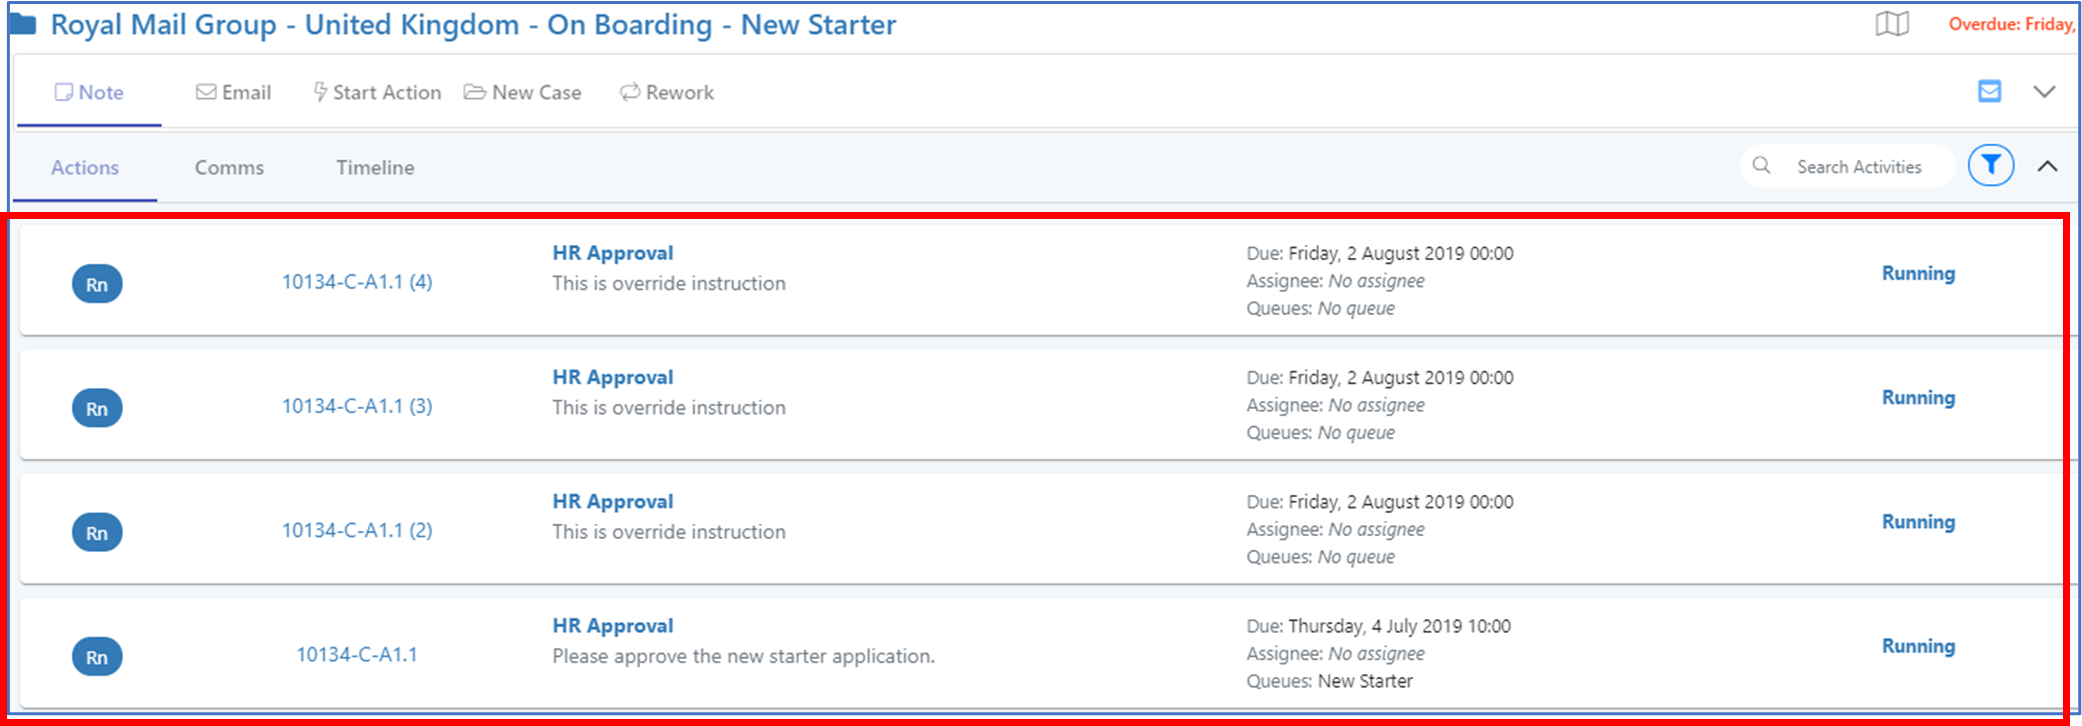 Royal Mail Group - United Kingdom - On Boarding - New Starter
Overdue: Friday,
Note Email Start Action New Case Rework
Actions Comms Timeline Search Activities
Rn
10134-C-A1.1 (4)
HR Approval
This is override instruction
Due: Friday, 2 August 2019 00:00
Assignee: No assignee
Queues: No queue
Running
Rn
10134-C-A1.1 (3)
HR Approval
This is override instruction
Due: Friday, 2 August 2019 00:00
Assignee: No assignee
Queues: No queue
Running
Rn
10134-C-A1.1 (2)
HR Approval
This is override instruction
Due: Friday, 2 August 2019 00:00
Assignee: No assignee
Queues: No queue
Running
Rn
10134-C-A1.1
HR Approval
Please approve the new starter application.
Due: Thursday, 4 July 2019 10:00
Assignee: No assignee
Queues: New Starter
Running